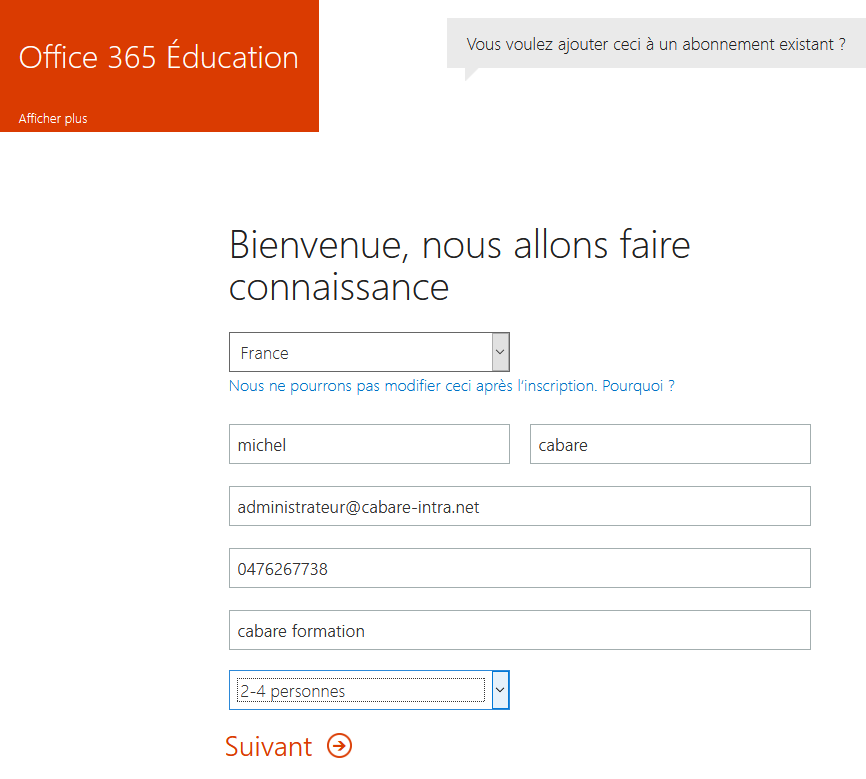 Office 365 Éducation
Afficher plus
Vous voulez ajouter ceci à un abonnement existant ?
Bienvenue, nous allons faire
connaissance
France
Nous ne pourrons pas modifier ceci après l'inscription. Pourquoi ?
michel
cabare
administrateur@cabare-intra.net
0476267738
cabare formation
2-4 personnes
Suivant